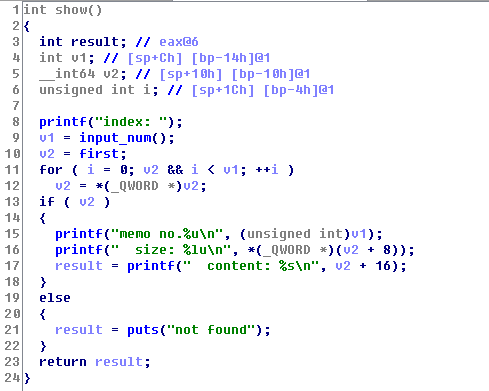 1 int show()
2 {
3   int result; // eax@6
4   int v1; // [sp+Ch] [bp-14h]@1
5   __int64 v2; // [sp+10h] [bp-10h]@1
6   unsigned int i; // [sp+1Ch] [bp-4h]@1
7
8   printf("index: ");
9   v1 = input_num();
10   v2 = first;
11   for ( i = 0; v2 && i < v1; ++i )
12     v2 = *(_QWORD *)v2;
13   if ( v2 )
14   {
15     printf("memo no.%u\n", (unsigned int)v1);
16     printf("  size: %lu\n", *(_QWORD *)(v2 + 8));
17     result = printf("  content: %s\n", v2 + 16);
18   }
19   else
20   {
21     result = puts("not found");
22   }
23   return result;
24 }